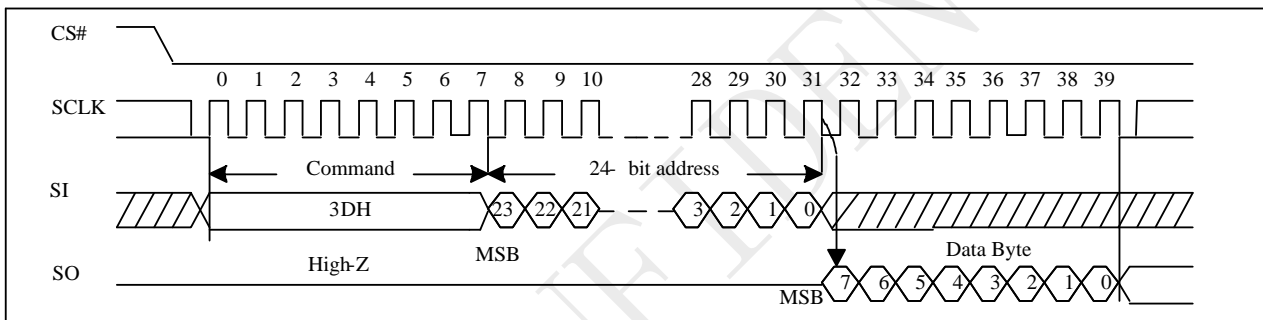 CS#
0 1 2 3 4 5 6 7 8 9 10 28 29 30 31 32 33 34 35 36 37 38 39
SCLK
Command 24- bit address
SI
3DH 23 22 21 3 2 1 0
MSB
High-Z Data Byte
SO
MSB 7 6 5 4 3 2 1 0